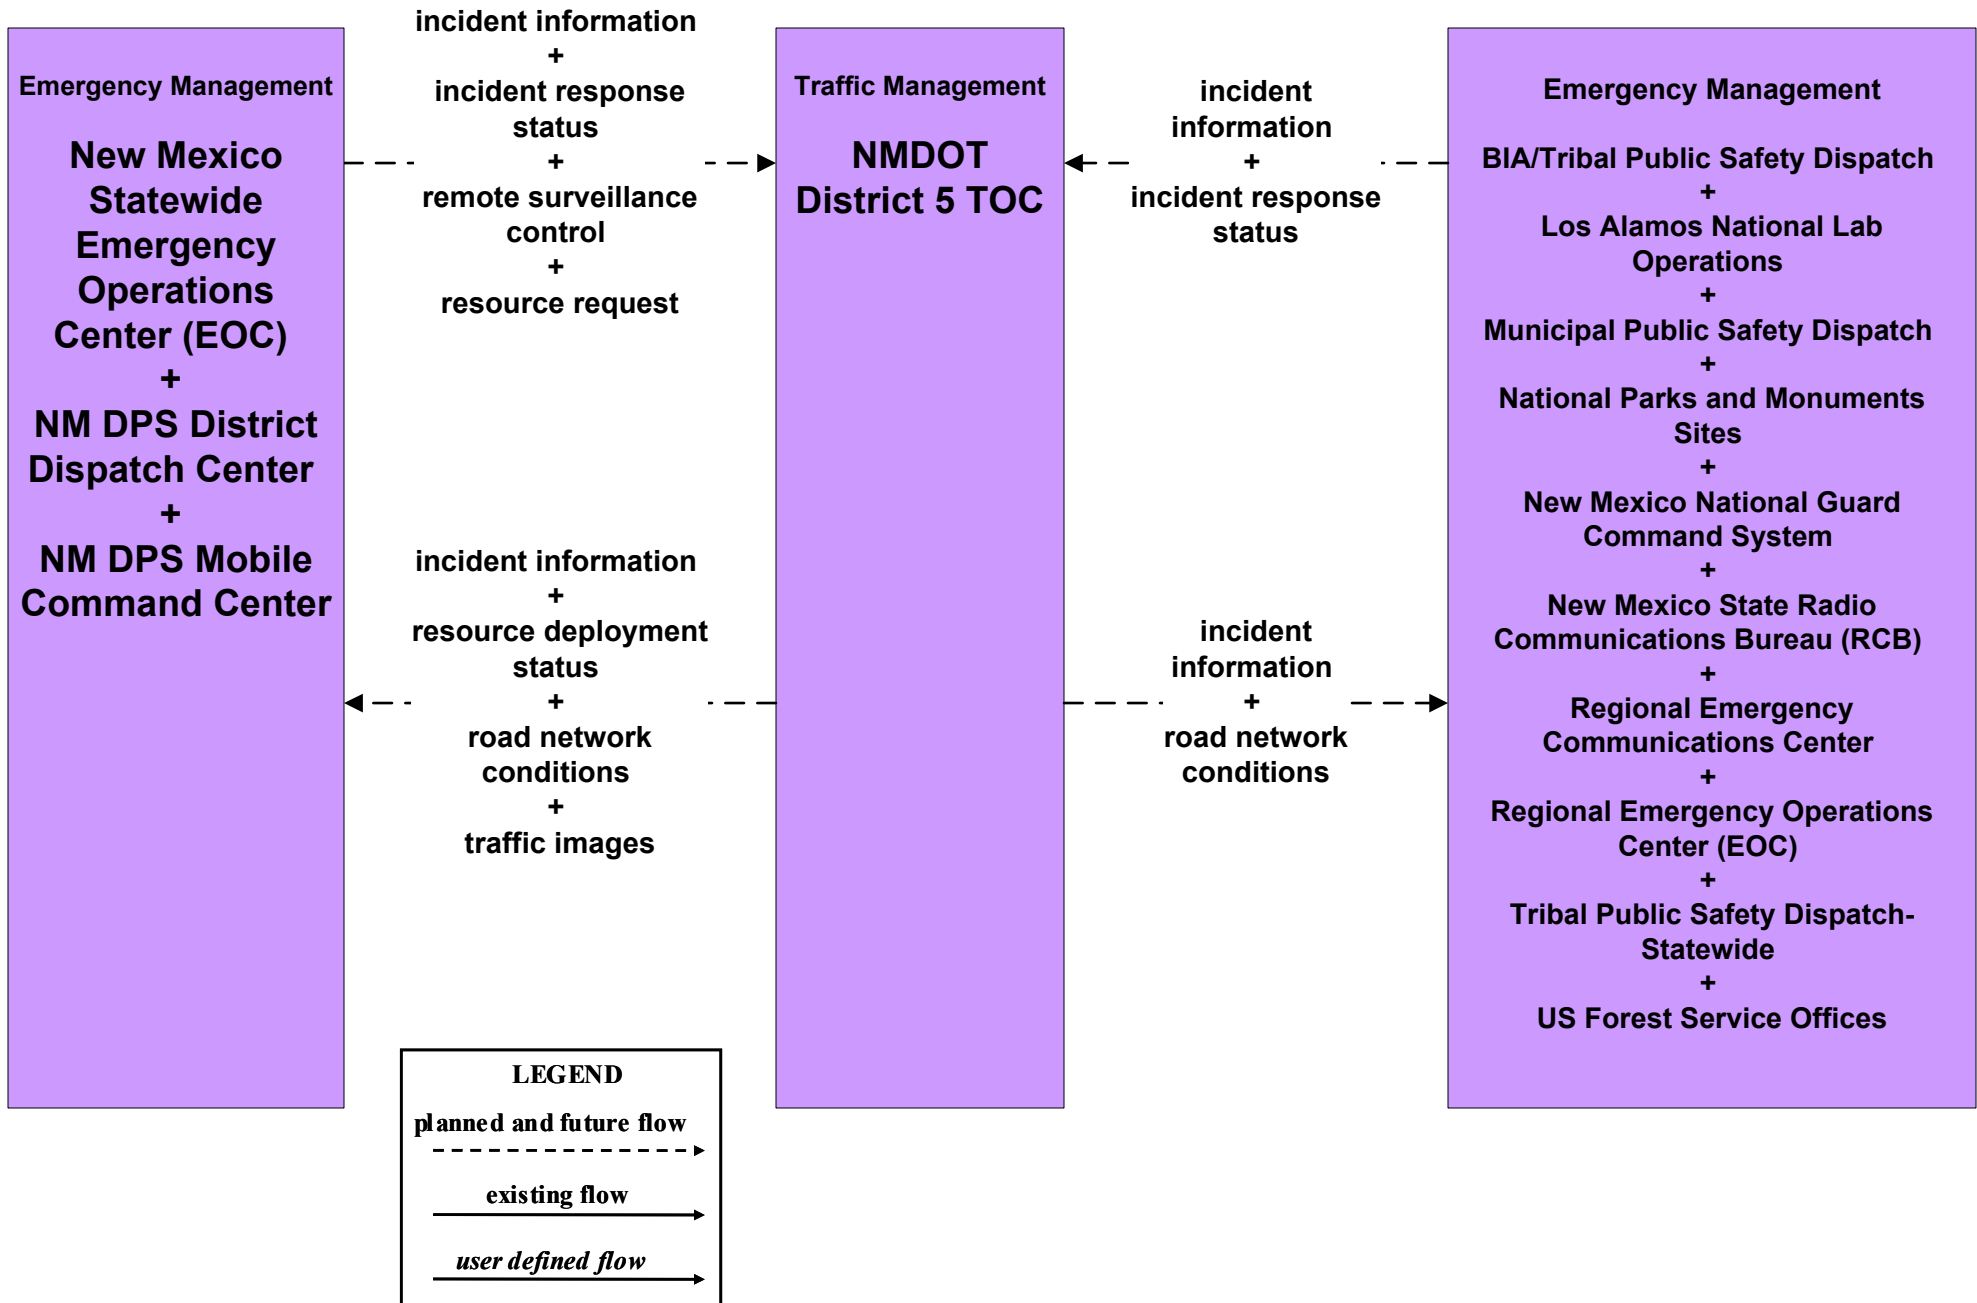 Emergency Management
New Mexico
Statewide
Emergency
Operations
Center (EOC)
+
NM DPS District
Dispatch Center
+
NM DPS Mobile
Command Center
incident information
+
incident response
status
+
remote surveillance
control
+
resource request
incident information
+
resource deployment
status
+
road network
conditions
+
traffic images
Traffic Management
NMDOT
District 5 TOC
incident
information
+
incident response
status
incident
information
+
road network
conditions
Emergency Management
BIA/Tribal Public Safety Dispatch
+
Los Alamos National Lab
Operations
+
Municipal Public Safety Dispatch
+
National Parks and Monuments
Sites
+
New Mexico National Guard
Command System
+
New Mexico State Radio
Communications Bureau (RCB)
+
Regional Emergency
Communications Center
+
Regional Emergency Operations
Center (EOC)
+
Tribal Public Safety Dispatch-
Statewide
+
US Forest Service Offices
LEGEND
planned and future flow
existing flow
user defined flow